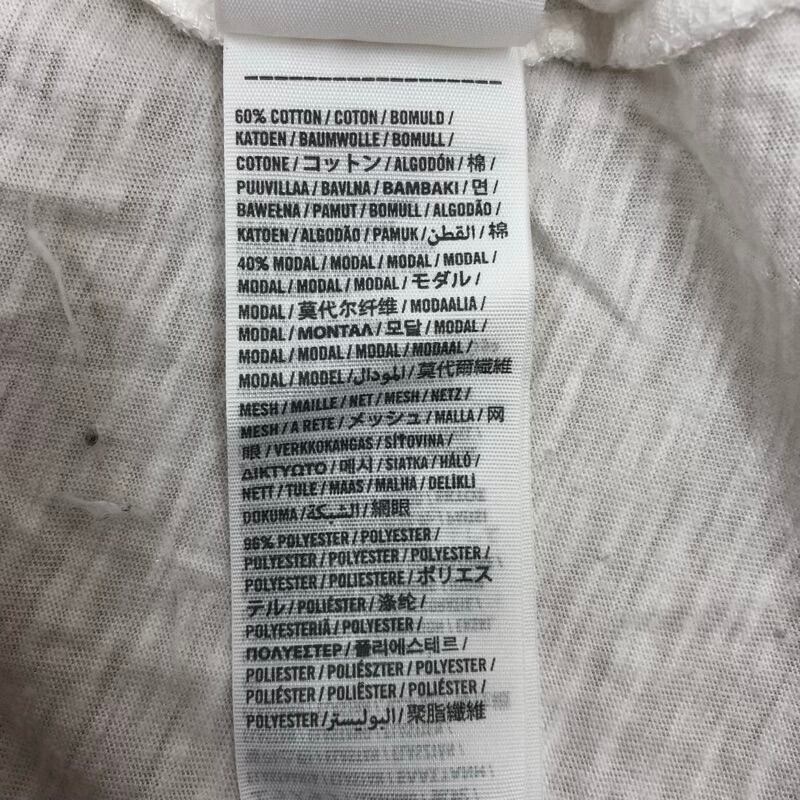 60% COTTON / COTON / BOMULD /
KATOEN / BAUMWOLLE / BOMULL /
COTONE / コットン / ALGODÓN / 棉 /
PUUVILLAA / BAVLNA / BAMBAKI / 면 /
BAWEŁNA / PAMUT / BOMULL / ALGODÃO /
KATOEN / ALGODÃO / PAMUK / القطن / 棉
40% MODAL / MODAL / MODAL / MODAL /
MODAL / MODAL / MODAL / モダル /
MODAL / 莫代尔纤维 / MODAALIA /
MODAL / ΜΟΝΤΑΛ / 모달 / MODAL /
MODAL / MODAL / MODAL / MODAAL /
MODAL / MODEL / المودال / 莫代爾纖維
MESH / MAILLE / NET / MESH / NETZ /
MESH / A RETE / メッシュ / MALLA / 网
眼 / VERKKOKANGAS / SÍŤOVINA /
ΔΙΚΤΥΩΤΟ / 메시 / SIATKA / HÁLÓ /
NETT / TULE / MAAS / MALHA / DELİKLİ
DOKUMA / الشبكة / 網眼
96% POLYESTER / POLYESTER /
POLYESTER / POLYESTER / POLYESTER /
POLYESTER / POLIESTERE / ポリエス
テル / POLIÉSTER / 涤纶 /
POLYESTERIÄ / POLYESTER /
ΠΟΛΥΕΣΤΕΡ / 폴리에스테르 /
POLIESTER / POLIÉSZTER / POLYESTER /
POLIÉSTER / POLIËSTER / POLIÉSTER /
POLYESTER / البوليستر / 聚脂纖維